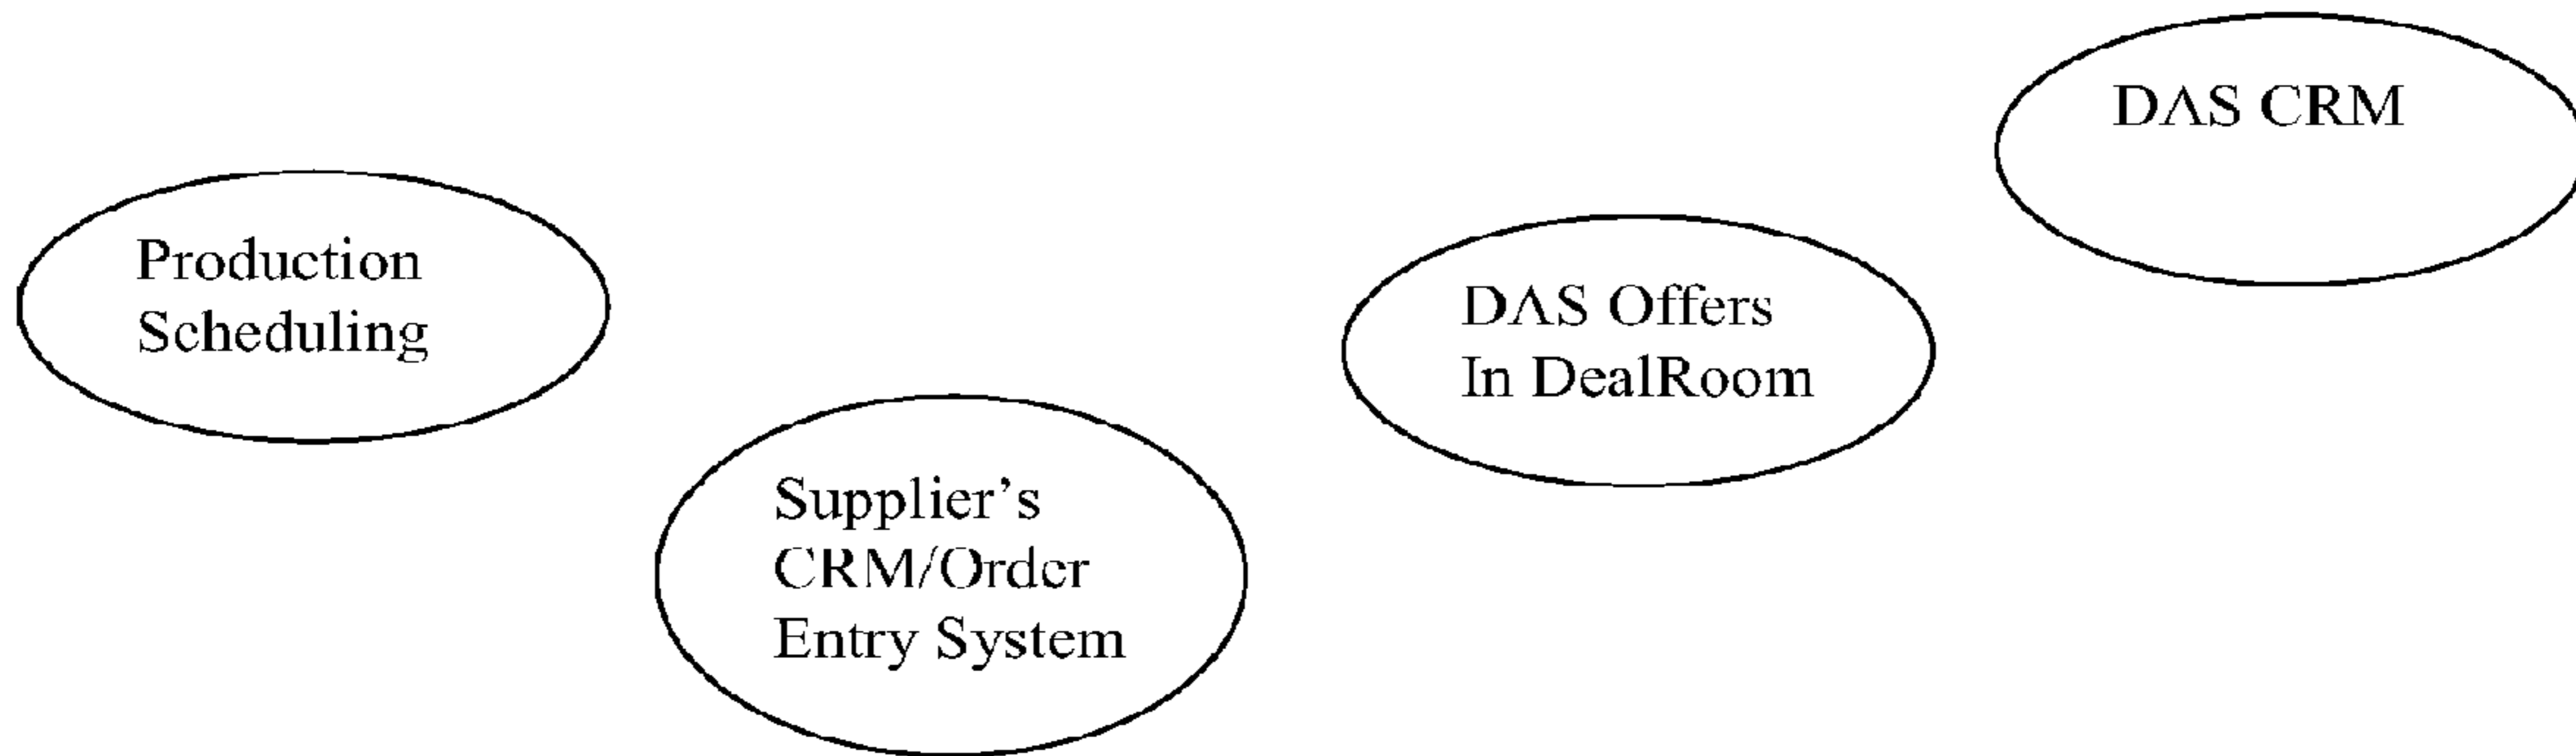 Production
Scheduling
Supplier’s
CRM/Order
Entry System
DAS Offers
In DealRoom
DAS CRM